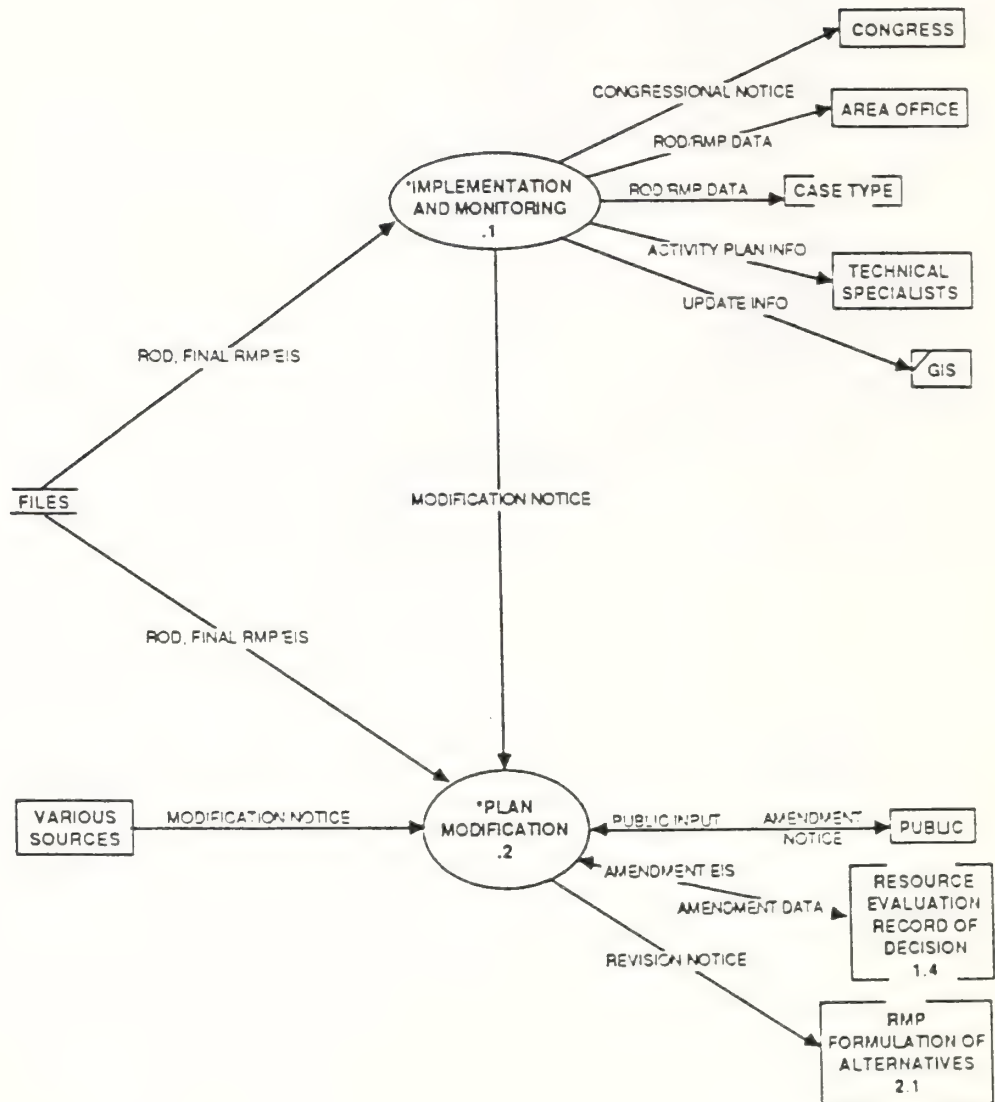 CONGRESS
CONGRESSIONAL NOTICE
AREA OFFICE
ROD/RMP DATA
*IMPLEMENTATION
AND MONITORING
.1
ROD/RMP DATA
CASE TYPE
ACTIVITY PLAN INFO
TECHNICAL
SPECIALISTS
UPDATE INFO
GIS
ROD, FINAL RMP/EIS
FILES
MODIFICATION NOTICE
ROD, FINAL RMP/EIS
VARIOUS
SOURCES
MODIFICATION NOTICE
*PLAN
MODIFICATION
.2
PUBLIC INPUT
AMENDMENT
NOTICE
PUBLIC
AMENDMENT EIS
AMENDMENT DATA
RESOURCE
EVALUATION
RECORD OF
DECISION
1.4
REVISION NOTICE
RMP
FORMULATION OF
ALTERNATIVES
2.1